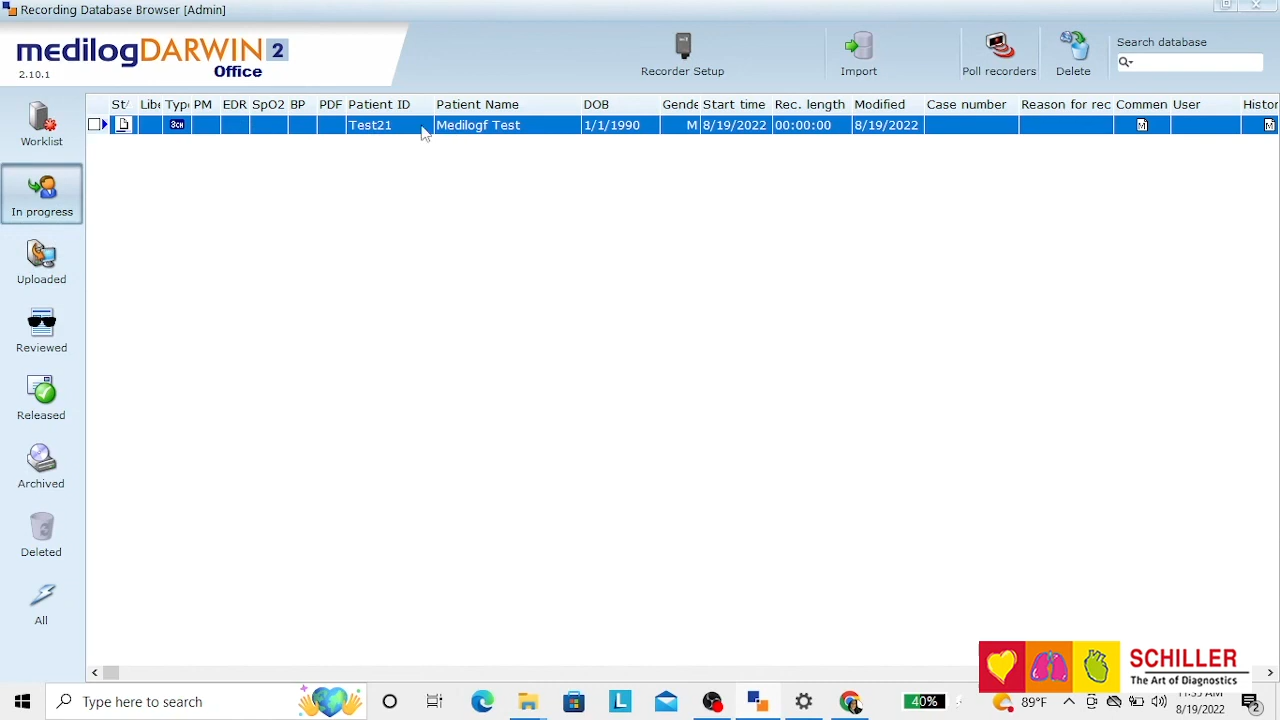 Recording Database Browser [Admin]
medilogDARWIN 2
Office
2.10.1
Recorder Setup
Import
Poll recorders
Delete
Search database
St
Libe
Type
PM
EDR
SpO2
BP
PDF
Patient ID
Patient Name
DOB
Gende
Start time
Rec. length
Modified
Case number
Reason for rec
Commen
User
Histor
3CH
Test21
Medilogf Test
1/1/1990
M
8/19/2022
00:00:00
8/19/2022
M
M
Worklist
In progress
Uploaded
Reviewed
Released
Archived
Deleted
All
SCHILLER
The Art of Diagnostics
Type here to search
L
40%
89°F
8/19/2022
2